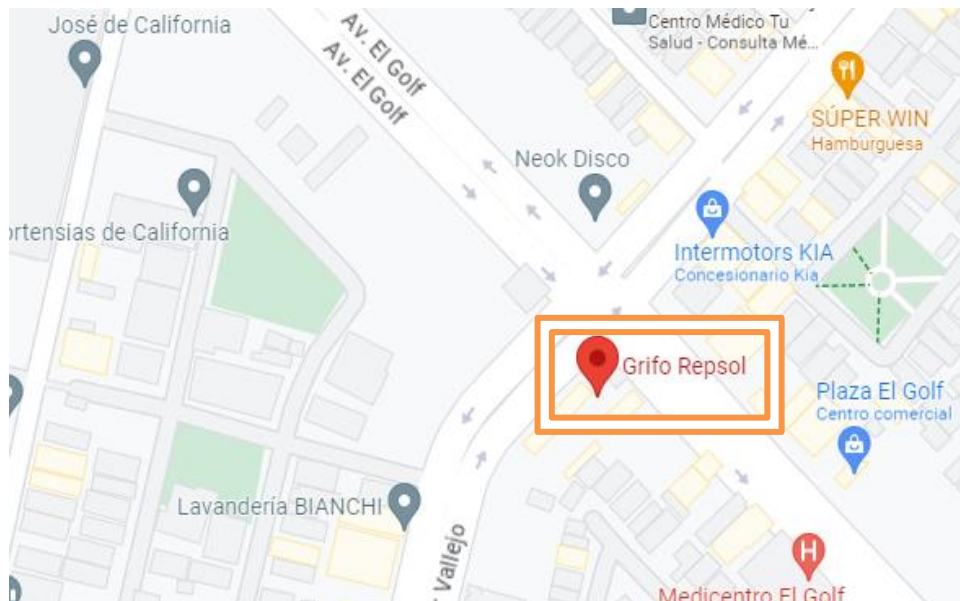 José de California
Av. El Golf
Av. El Golf
Centro Médico Tu
Salud - Consulta Mé...
SÚPER WIN
Hamburguesa
Neok Disco
ortensias de California
Intermotors KIA
Concesionario Kia
Grifo Repsol
Plaza El Golf
Centro comercial
Lavandería BIANCHI
Vallejo
H
Medicentro El Golf